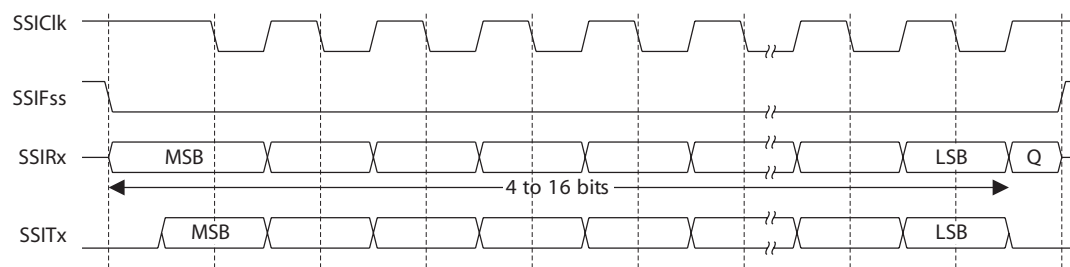 SSIClk
SSIFss
SSIRx MSB LSB Q
4 to 16 bits
SSITx MSB LSB